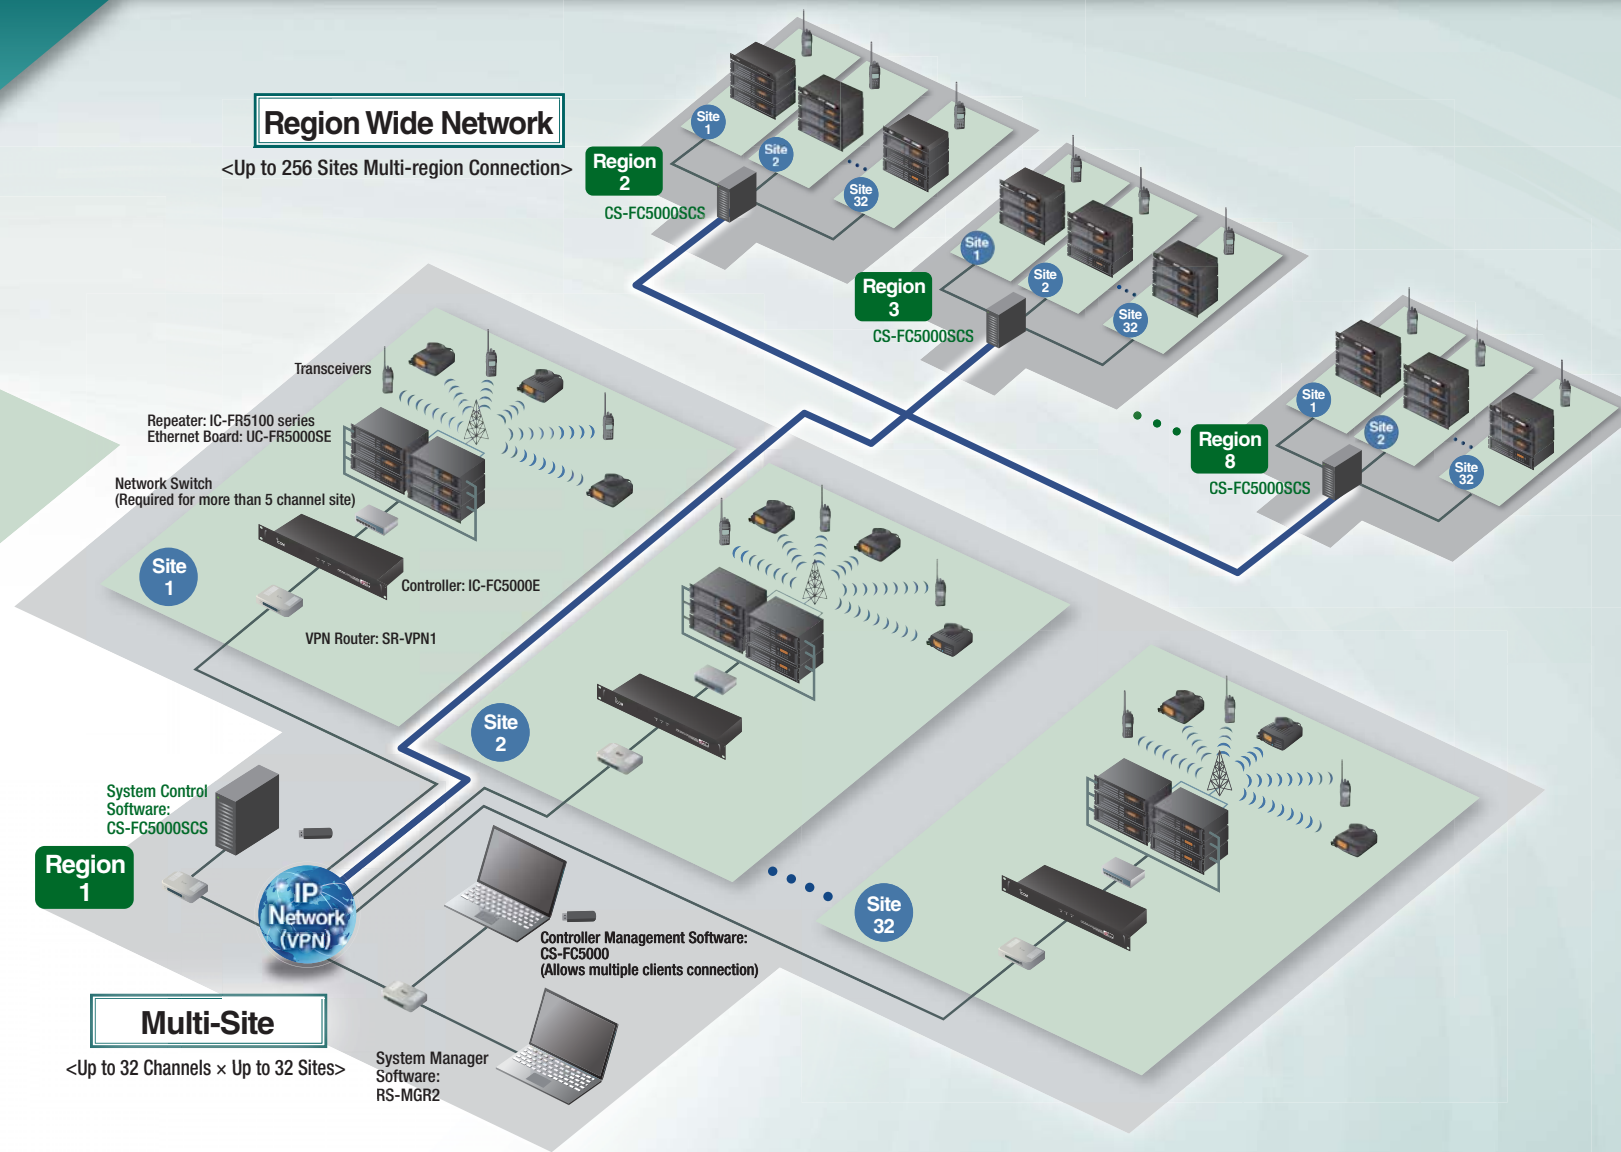 Region Wide Network
<Up to 256 Sites Multi-region Connection>
Region
2
CS-FC5000SCS
Site
1
Site
2
Site
32
Region
3
CS-FC5000SCS
Site
1
Site
2
Site
32
Region
8
CS-FC5000SCS
Site
1
Site
2
Site
32
Transceivers
Repeater: IC-FR5100 series
Ethernet Board: UC-FR5000SE
Network Switch
(Required for more than 5 channel site)
Controller: IC-FC5000E
VPN Router: SR-VPN1
Site
1
Site
2
Site
32
System Control
Software:
CS-FC5000SCS
Region
1
IP
Network
(VPN)
Controller Management Software:
CS-FC5000
(Allows multiple clients connection)
System Manager
Software:
RS-MGR2
Multi-Site
<Up to 32 Channels × Up to 32 Sites>